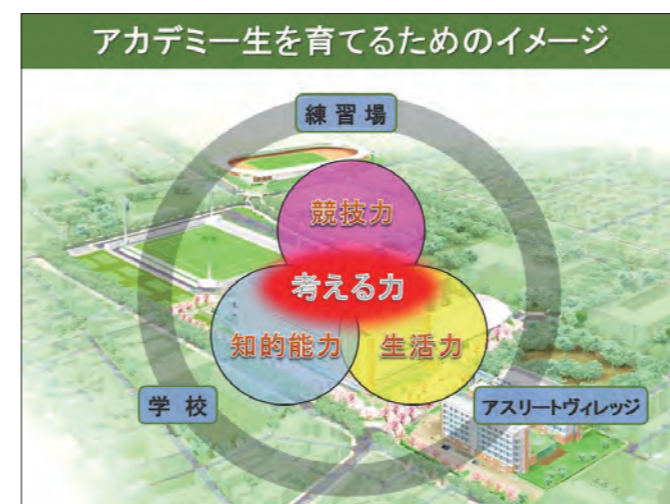 アカデミー生を育てるためのイメージ
練習場
競技力
考える力
知的能力
生活力
学校
アスリートヴィレッジ